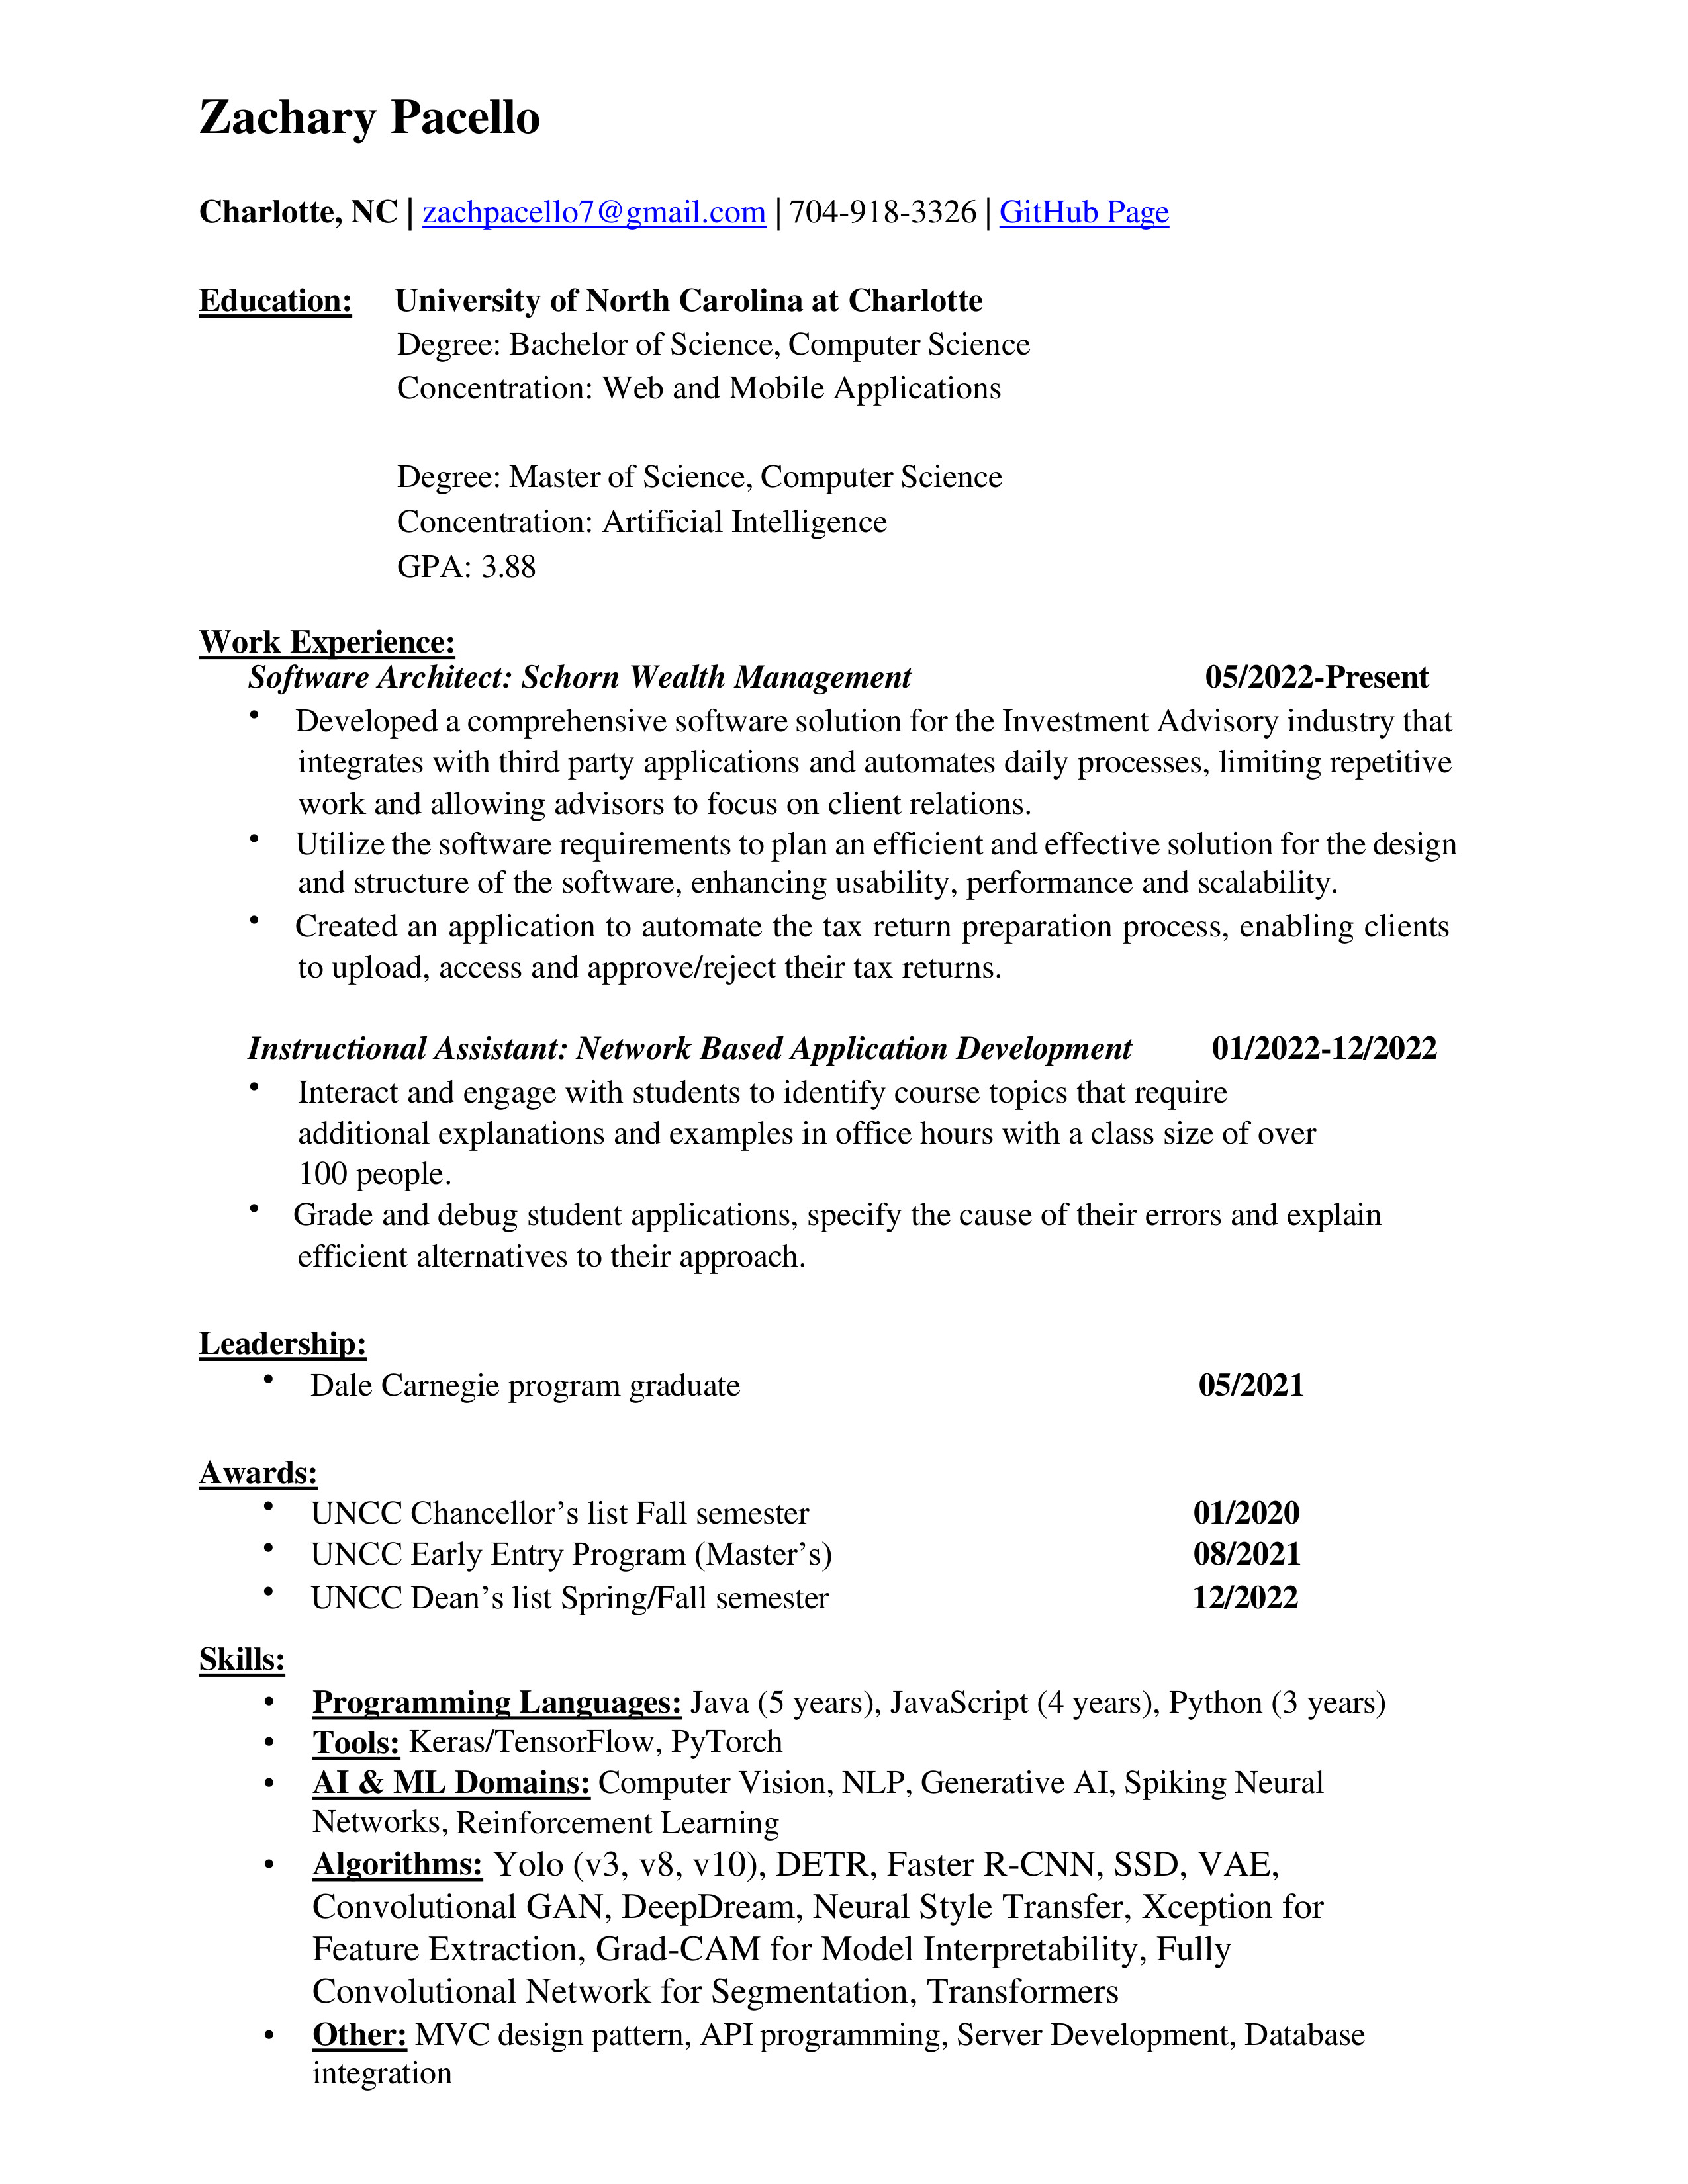 Zachary Pacello
Charlotte, NC | zachpacello7@gmail.com | 704-918-3326 | GitHub Page
Education: University of North Carolina at Charlotte
Degree: Bachelor of Science, Computer Science
Concentration: Web and Mobile Applications
Degree: Master of Science, Computer Science
Concentration: Artificial Intelligence
GPA: 3.88
Work Experience:
Software Architect: Schorn Wealth Management 05/2022-Present
• Developed a comprehensive software solution for the Investment Advisory industry that
integrates with third party applications and automates daily processes, limiting repetitive
work and allowing advisors to focus on client relations.
• Utilize the software requirements to plan an efficient and effective solution for the design
and structure of the software, enhancing usability, performance and scalability.
• Created an application to automate the tax return preparation process, enabling clients
to upload, access and approve/reject their tax returns.
Instructional Assistant: Network Based Application Development 01/2022-12/2022
• Interact and engage with students to identify course topics that require
additional explanations and examples in office hours with a class size of over
100 people.
• Grade and debug student applications, specify the cause of their errors and explain
efficient alternatives to their approach.
Leadership:
• Dale Carnegie program graduate 05/2021
Awards:
• UNCC Chancellor’s list Fall semester 01/2020
• UNCC Early Entry Program (Master’s) 08/2021
• UNCC Dean’s list Spring/Fall semester 12/2022
Skills:
• Programming Languages: Java (5 years), JavaScript (4 years), Python (3 years)
• Tools: Keras/TensorFlow, PyTorch
• AI & ML Domains: Computer Vision, NLP, Generative AI, Spiking Neural
Networks, Reinforcement Learning
• Algorithms: Yolo (v3, v8, v10), DETR, Faster R-CNN, SSD, VAE,
Convolutional GAN, DeepDream, Neural Style Transfer, Xception for
Feature Extraction, Grad-CAM for Model Interpretability, Fully
Convolutional Network for Segmentation, Transformers
• Other: MVC design pattern, API programming, Server Development, Database
integration